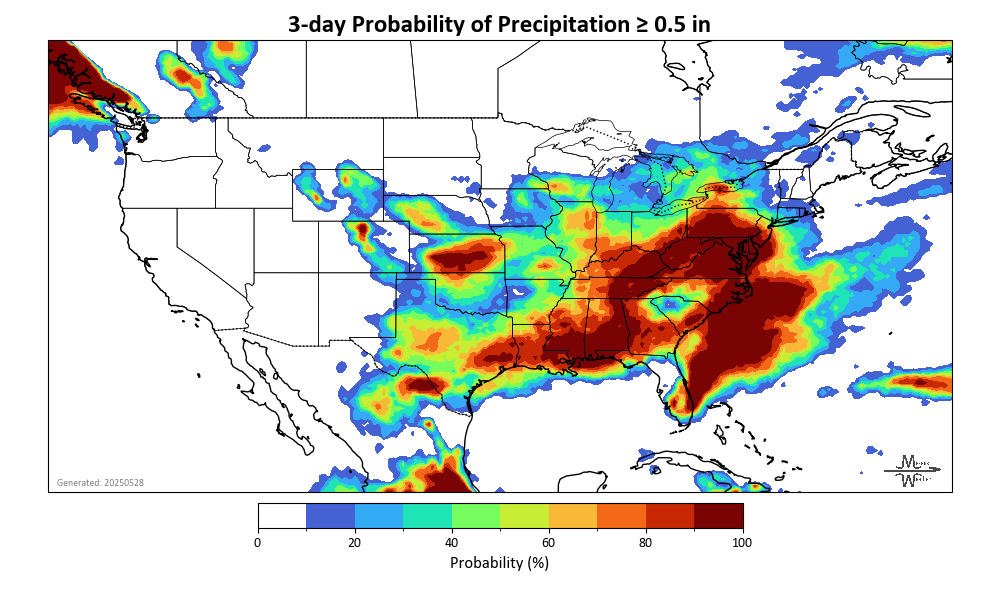 3-day Probability of Precipitation ≥ 0.5 in
Generated: 20250528
0 20 40 60 80 100
Probability (%)